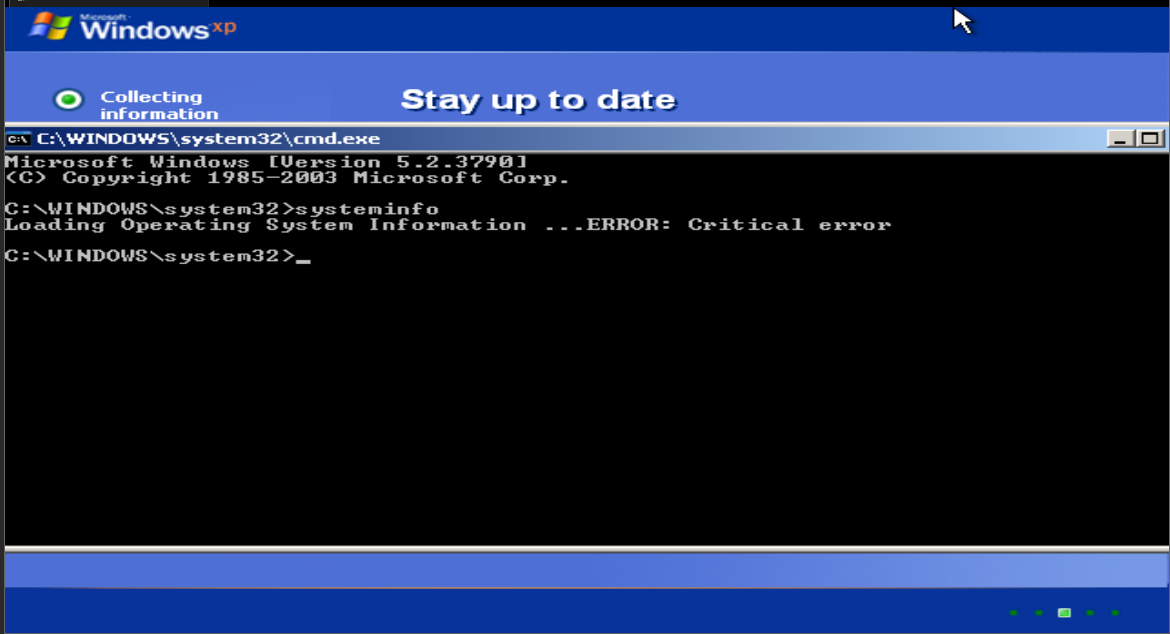 Microsoft
Windows xp
Collecting
information
Stay up to date
C:\WINDOWS\system32\cmd.exe
Microsoft Windows [Version 5.2.3790]
(C) Copyright 1985-2003 Microsoft Corp.
C:\WINDOWS\system32>systeminfo
Loading Operating System Information ...ERROR: Critical error
C:\WINDOWS\system32>_